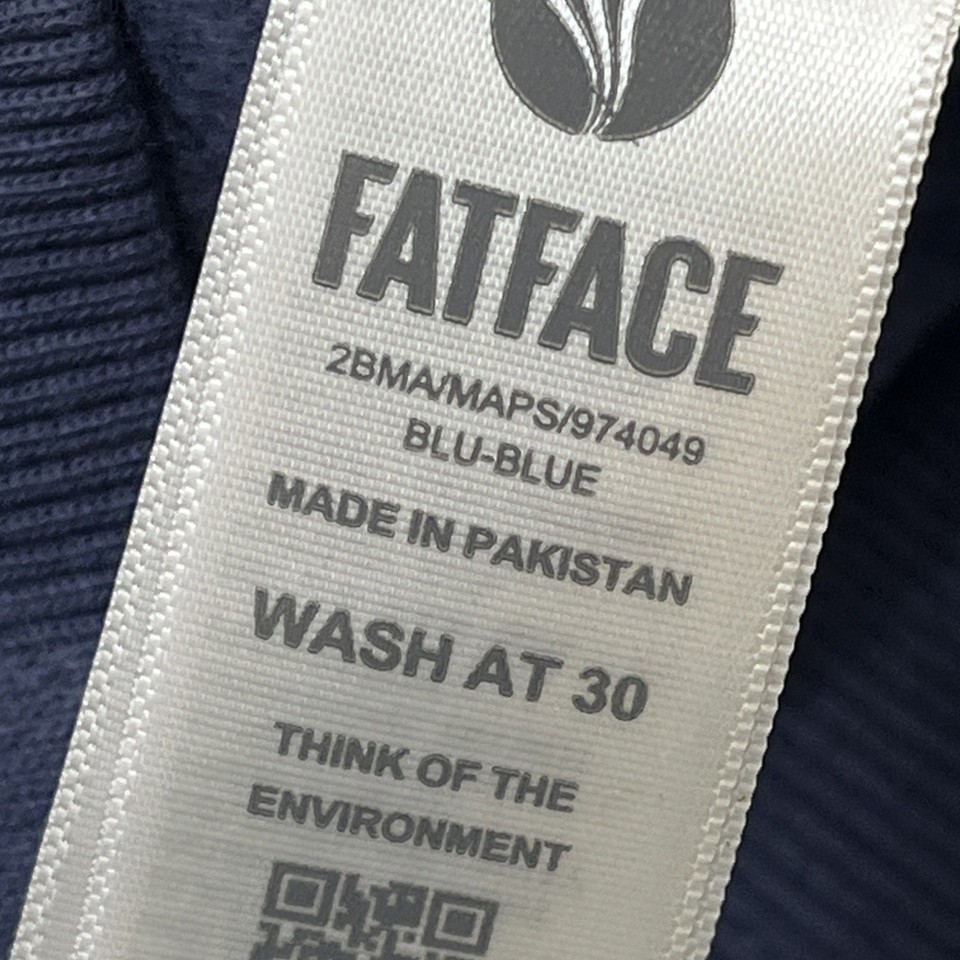 FATFACE
2BMA/MAPS/974049
BLU-BLUE
MADE IN PAKISTAN
WASH AT 30
THINK OF THE
ENVIRONMENT